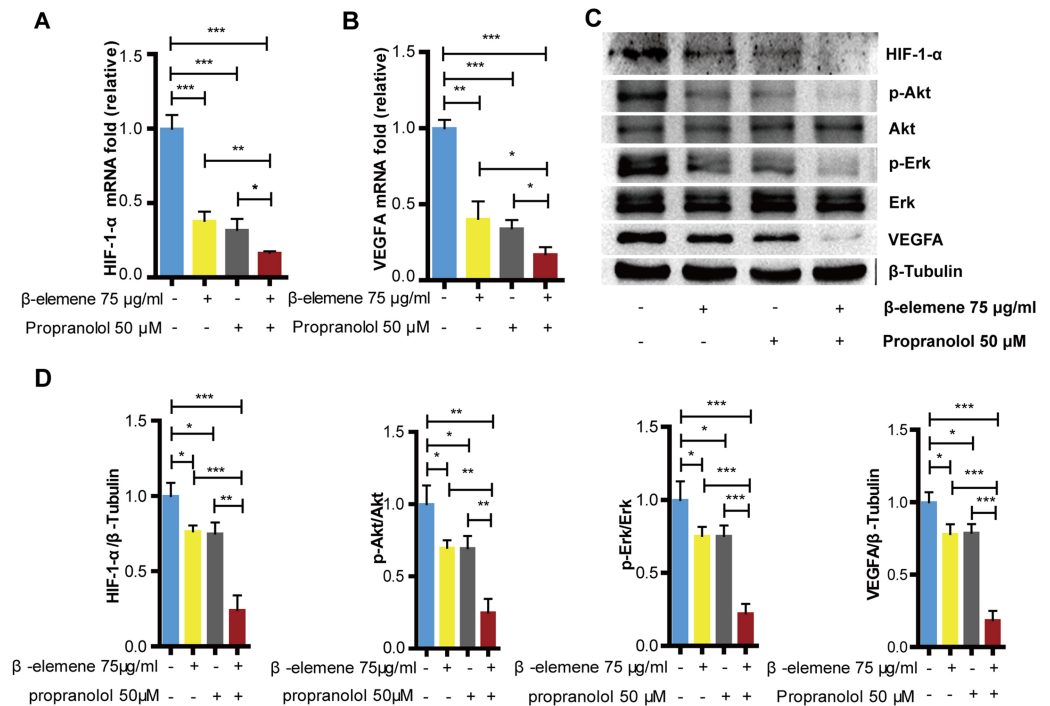 A
HIF-1-α mRNA fold (relative)
1.5
1.0
0.5
0.0
***
***
***
**
*
β-elemene 75 μg/ml - + - +
Propranolol 50 μM - - + +
B
VEGFA mRNA fold (relative)
1.5
1.0
0.5
0.0
***
***
**
*
*
β-elemene 75 μg/ml - + - +
Propranolol 50 μM - - + +
C
HIF-1-α
p-Akt
Akt
p-Erk
Erk
VEGFA
β-Tubulin
- + - + β-elemene 75 μg/ml
- - + + Propranolol 50 μM
D
HIF-1-α/β-Tubulin
1.5
1.0
0.5
0.0
***
*
*
***
**
β -elemene 75μg/ml - + - +
propranolol 50μM - - + +
p-Akt/Akt
1.5
1.0
0.5
0.0
**
*
*
**
**
β -elemene 75μg/ml - + - +
propranolol 50μM - - + +
p-Erk/Erk
1.5
1.0
0.5
0.0
***
*
*
***
***
β -elemene 75μg/ml - + - +
propranolol 50μM - - + +
VEGFA/β-Tubulin
1.5
1.0
0.5
0.0
***
*
*
***
***
β -elemene 75μg/ml - + - +
Propranolol 50μM - - + +